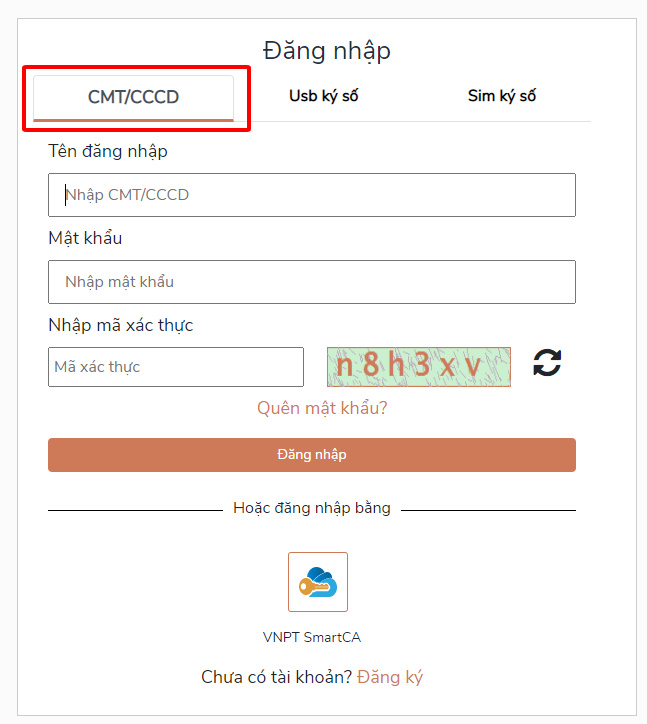 Đăng nhập
CMT/CCCD Usb ký số Sim ký số
Tên đăng nhập
Nhập CMT/CCCD
Mật khẩu
Nhập mật khẩu
Nhập mã xác thực
Mã xác thực n8h3xv
Quên mật khẩu?
Đăng nhập
Hoặc đăng nhập bằng
VNPT SmartCA
Chưa có tài khoản? Đăng ký